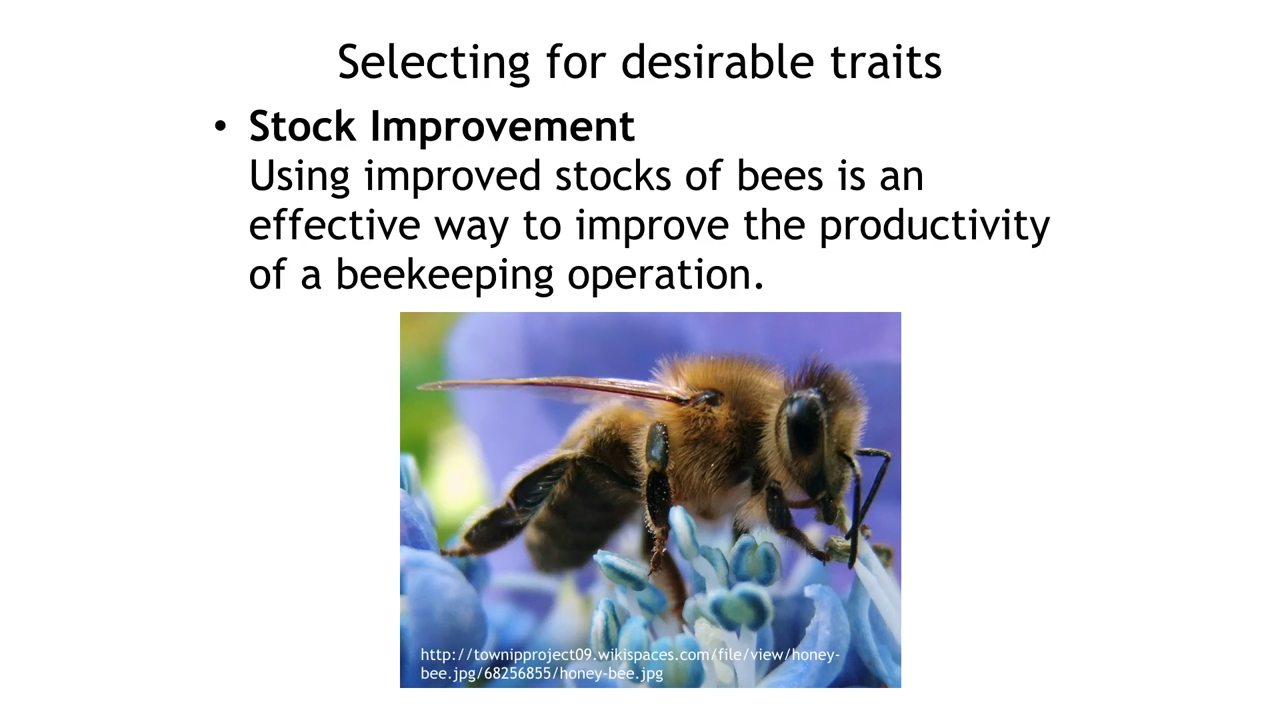 Selecting for desirable traits
• Stock Improvement
Using improved stocks of bees is an
effective way to improve the productivity
of a beekeeping operation.
http://townipproject09.wikispaces.com/file/view/honey-
bee.jpg/68256855/honey-bee.jpg